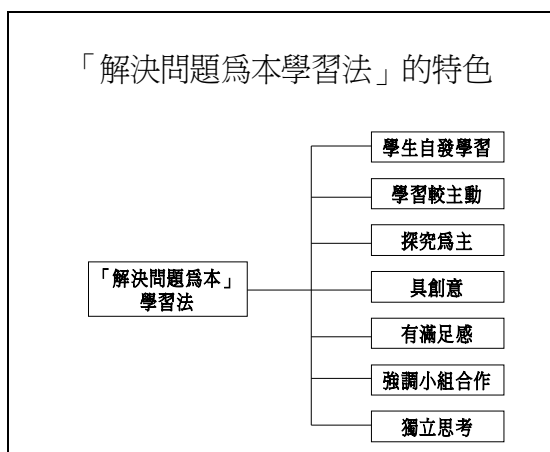 「解決問題爲本學習法」的特色
學生自發學習
學習較主動
探究爲主
「解決問題爲本」
學習法
具創意
有滿足感
強調小組合作
獨立思考